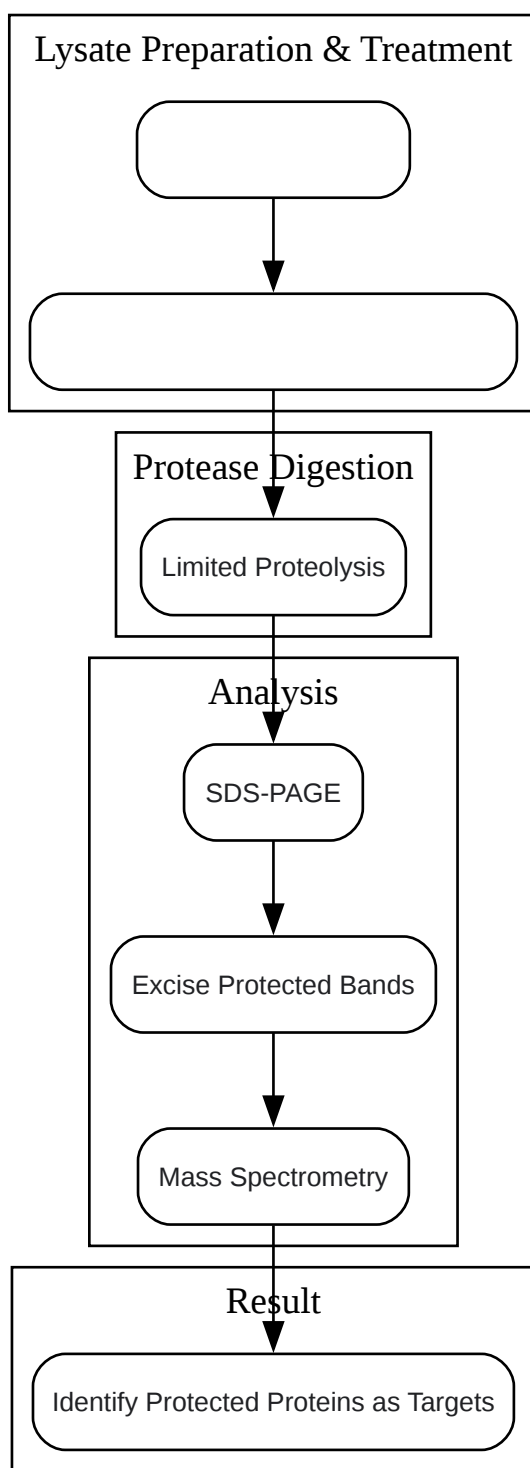 Lysate Preparation & Treatment
Protease Digestion
Limited Proteolysis
Analysis
SDS-PAGE
Excise Protected Bands
Mass Spectrometry
Result
Identify Protected Proteins as Targets